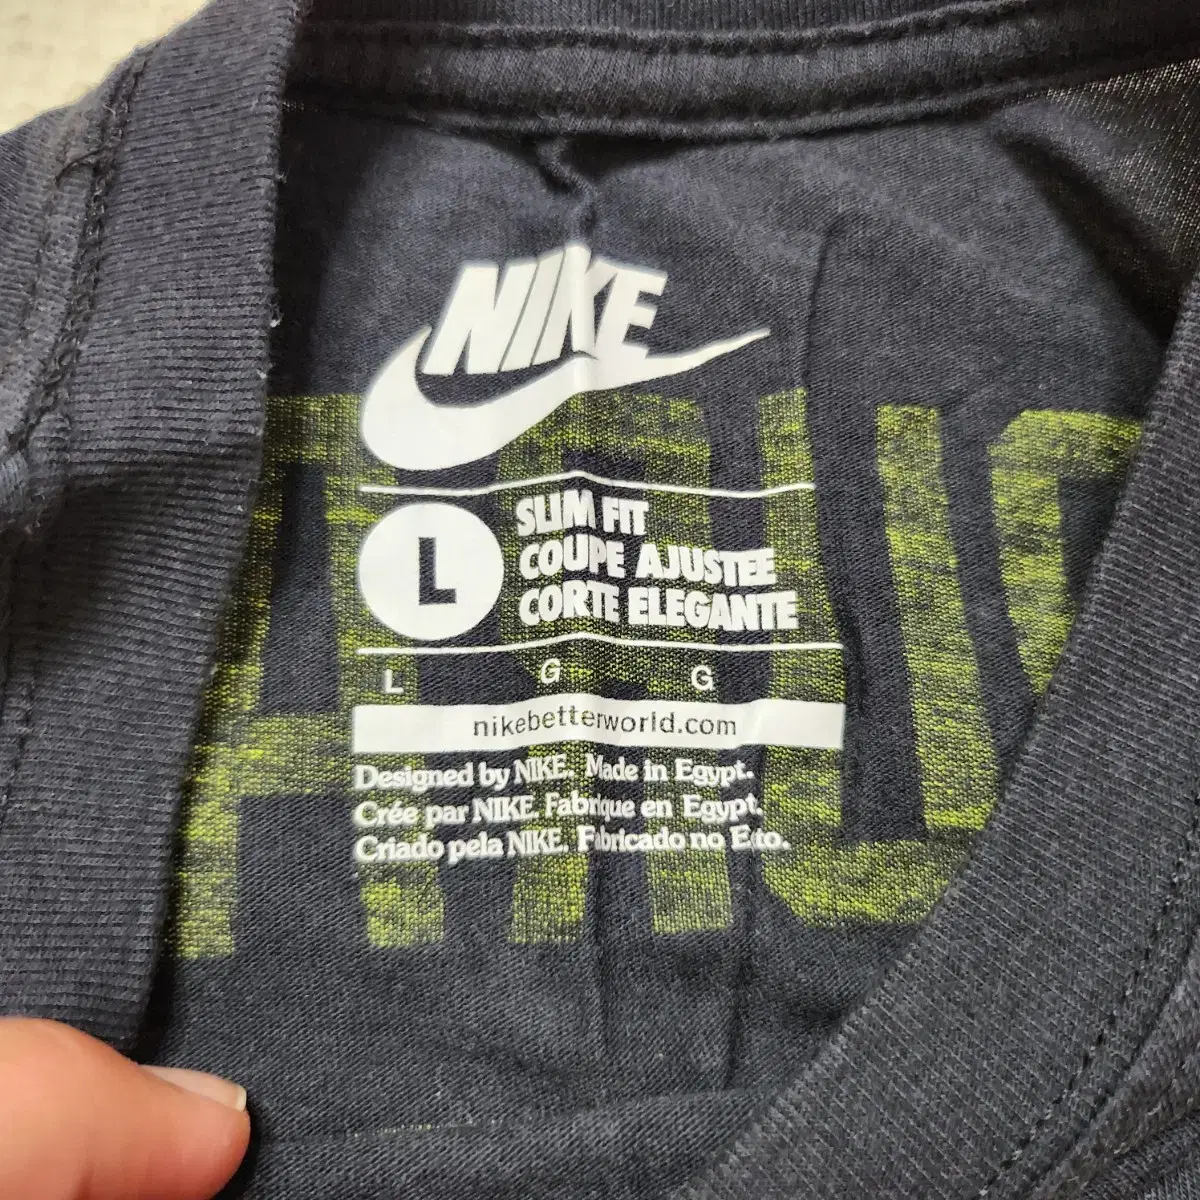 NIKE
L
SLIM FIT
COUPE AJUSTEE
CORTE ELEGANTE
L G G
nikebetterworld.com
Designed by NIKE. Made in Egypt.
Crée par NIKE. Fabrique en Egypt.
Criado pela NIKE. Fabricado no